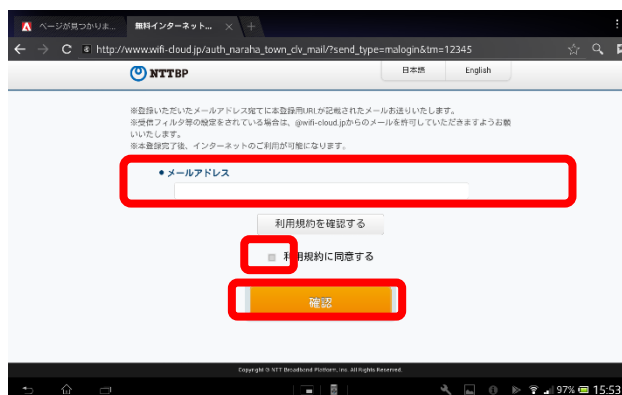 ページが見つかりま...
無料インターネット...
http://www.wifi-cloud.jp/auth_naraha_town_clv_mail/?send_type=malogin&tm=12345
NTTBP
日本語 English
※登録いただいたメールアドレス宛てに本登録用URLが記載されたメールお送りいたします。
※受信フィルタ等の設定をされている場合は、@wifi-cloud.jpからのメールを許可していただきますようお願
いいたします。
※本登録完了後、インターネットのご利用が可能になります。
• メールアドレス
利用規約を確認する
利用規約に同意する
確認
Copyright © NTT Broadband Platform, Inc. All Rights Reserved.
97% 15:53